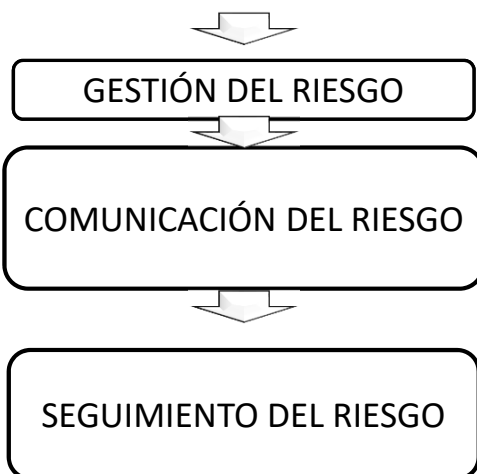 GESTIÓN DEL RIESGO
COMUNICACIÓN DEL RIESGO
SEGUIMIENTO DEL RIESGO